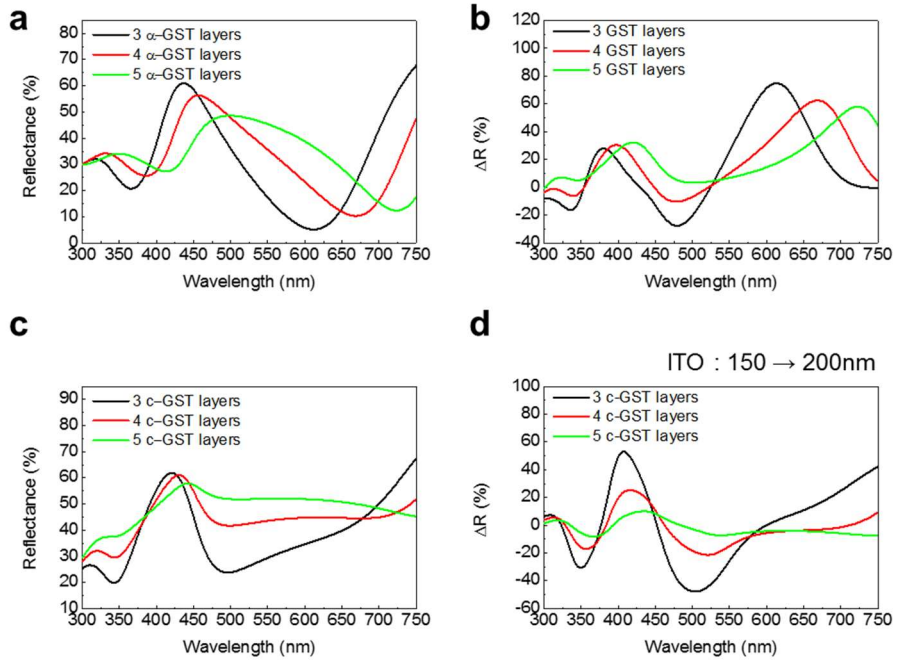 a
3 α–GST layers
4 α–GST layers
5 α–GST layers
Reflectance (%)
80
70
60
50
40
30
20
10
0
300 350 400 450 500 550 600 650 700 750
Wavelength (nm)
b
3 GST layers
4 GST layers
5 GST layers
ΔR (%)
120
100
80
60
40
20
0
-20
-40
300 350 400 450 500 550 600 650 700 750
Wavelength (nm)
c
3 c–GST layers
4 c–GST layers
5 c–GST layers
Reflectance (%)
90
80
70
60
50
40
30
20
10
300 350 400 450 500 550 600 650 700 750
Wavelength (nm)
d
ITO : 150 → 200nm
3 c-GST layers
4 c-GST layers
5 c-GST layers
ΔR (%)
100
80
60
40
20
0
-20
-40
-60
300 350 400 450 500 550 600 650 700 750
Wavelength (nm)